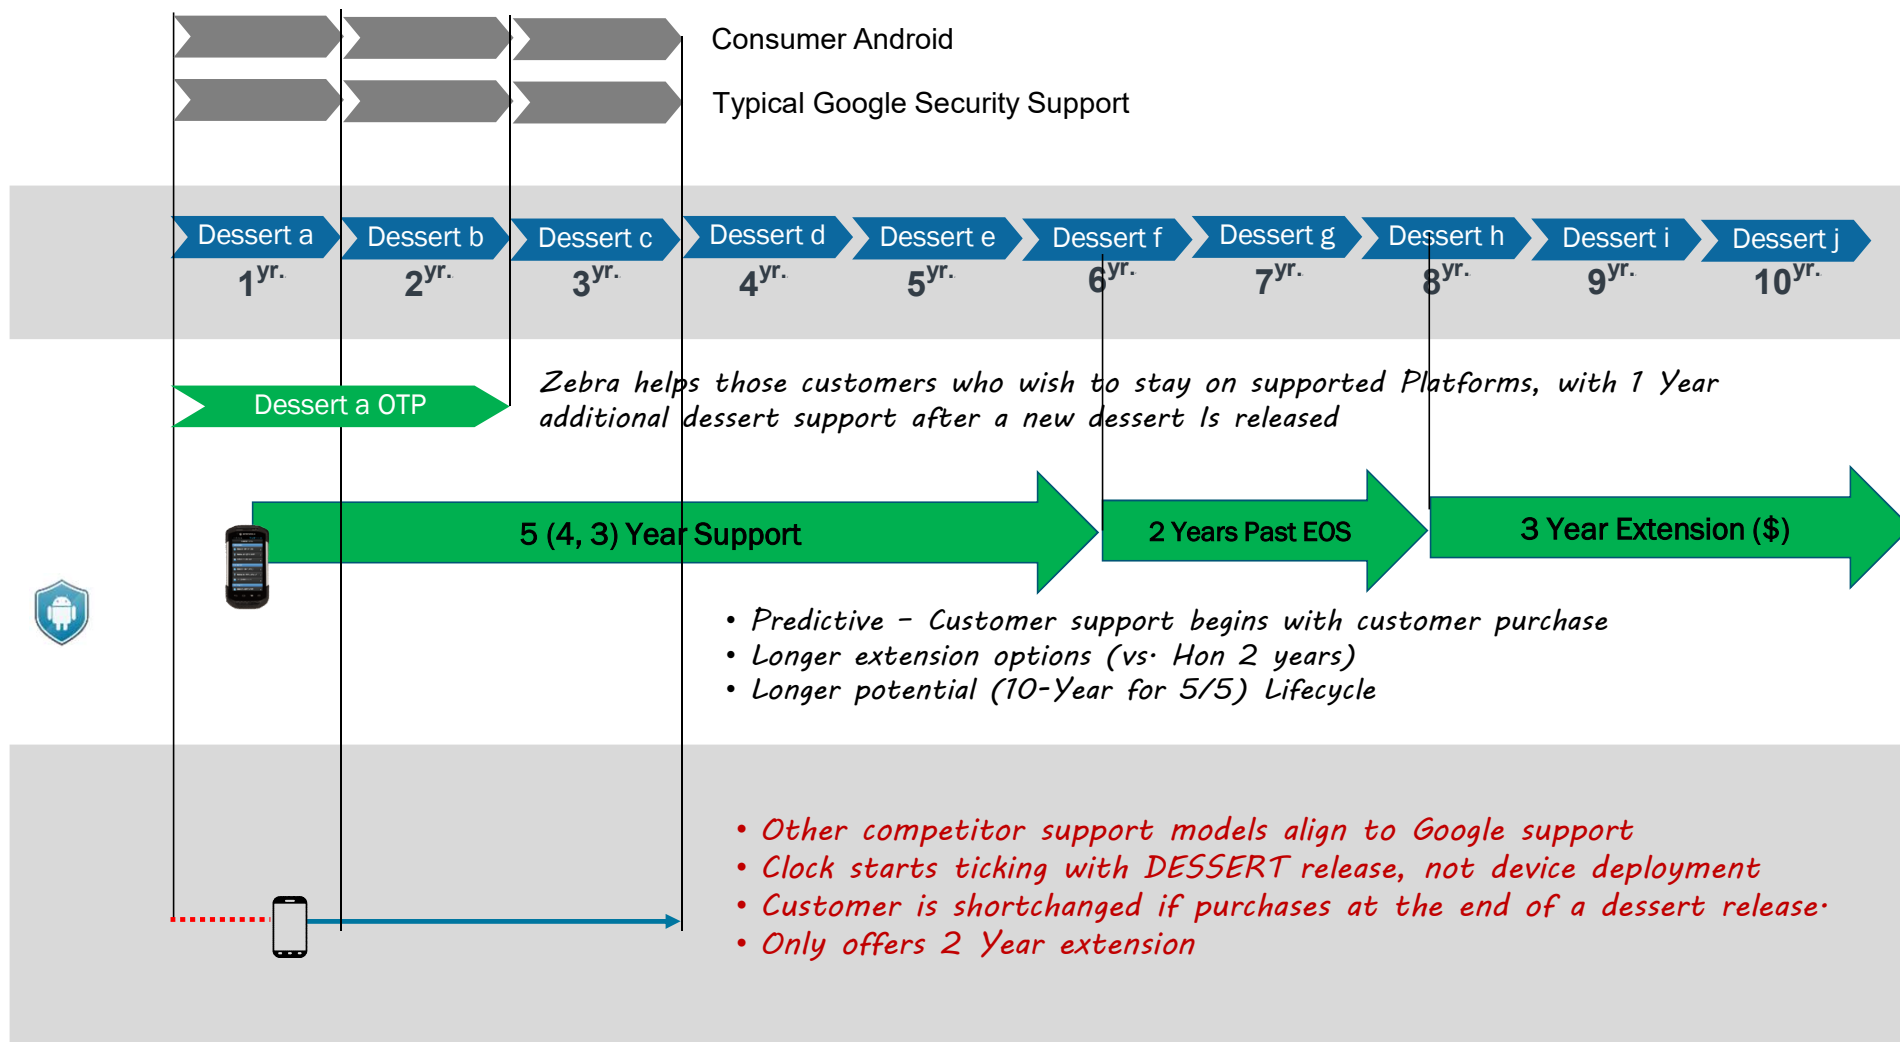 Consumer Android
Typical Google Security Support
Dessert a
Dessert b
Dessert c
Dessert d
Dessert e
Dessert f
Dessert g
Dessert h
Dessert i
Dessert j
1yr.
2yr.
3yr.
4yr.
5yr.
6yr.
7yr.
8yr.
9yr.
10yr.
Dessert a OTP
Zebra helps those customers who wish to stay on supported Platforms, with 1 Year
additional dessert support after a new dessert Is released
5 (4, 3) Year Support
2 Years Past EOS
3 Year Extension ($)
• Predictive – Customer support begins with customer purchase
• Longer extension options (vs. Hon 2 years)
• Longer potential (10-Year for 5/5) Lifecycle
• Other competitor support models align to Google support
• Clock starts ticking with DESSERT release, not device deployment
• Customer is shortchanged if purchases at the end of a dessert release.
• Only offers 2 Year extension